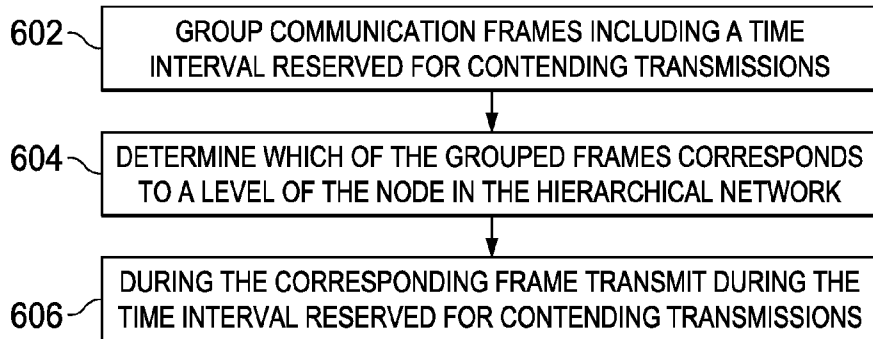 602
GROUP COMMUNICATION FRAMES INCLUDING A TIME
INTERVAL RESERVED FOR CONTENDING TRANSMISSIONS
604
DETERMINE WHICH OF THE GROUPED FRAMES CORRESPONDS
TO A LEVEL OF THE NODE IN THE HIERARCHICAL NETWORK
606
DURING THE CORRESPONDING FRAME TRANSMIT DURING THE
TIME INTERVAL RESERVED FOR CONTENDING TRANSMISSIONS